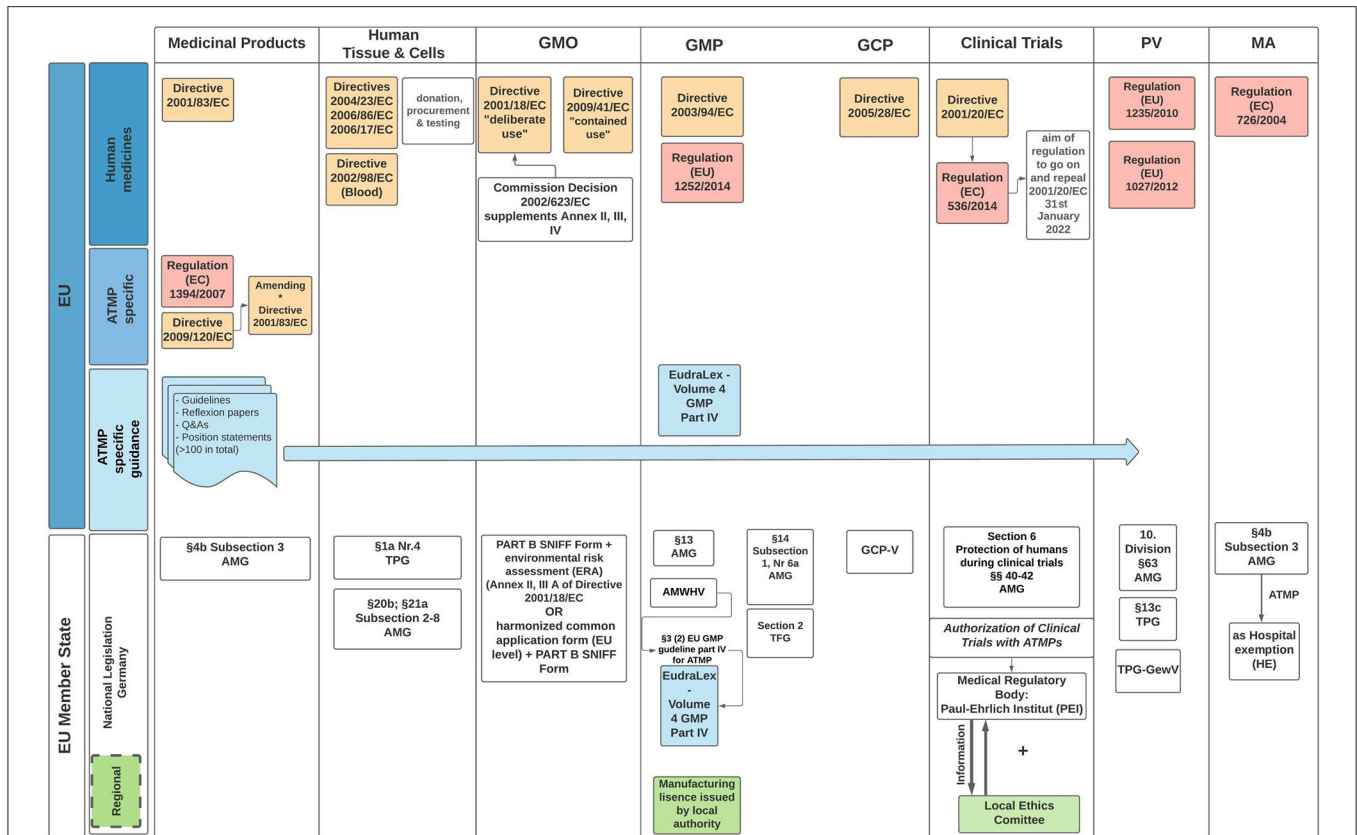 Medicinal Products
Human
Tissue & Cells
GMO
GMP
GCP
Clinical Trials
PV
MA
EU
Human
medicines
Directive
2001/83/EC
Directives
2004/23/EC
2006/86/EC
2006/17/EC
donation,
procurement
& testing
Directive
2002/98/EC
(Blood)
Directive
2001/18/EC
"deliberate
use"
Directive
2009/41/EC
"contained
use"
Commission Decision
2002/623/EC
supplements Annex II, III,
IV
Directive
2003/94/EC
Regulation
(EU)
1252/2014
Directive
2005/28/EC
Directive
2001/20/EC
Regulation
(EC)
536/2014
aim of
regulation
to go on
and repeal
2001/20/EC
31st
January
2022
Regulation
(EU)
1235/2010
Regulation
(EU)
1027/2012
Regulation
(EC)
726/2004
ATMP
specific
Regulation
(EC)
1394/2007
Directive
2009/120/EC
Amending
*
Directive
2001/83/EC
ATMP
specific
guidance
- Guidelines
- Reflexion papers
- Q&As
- Position statements
(>100 in total)
EudraLex -
Volume 4
GMP
Part IV
EU Member State
National Legislation
Germany
§4b Subsection 3
AMG
§1a Nr.4
TPG
§20b; §21a
Subsection 2-8
AMG
PART B SNIFF Form +
environmental risk
assessment (ERA)
(Annex II, III A of Directive
2001/18/EC
OR
harmonized common
application form (EU
level) + PART B SNIFF
Form
§13
AMG
AMWHV
§3 (2) EU GMP
gudeline part IV
for ATMP
EudraLex
-
Volume
4 GMP
Part IV
§14
Subsection
1, Nr 6a
AMG
Section 2
TFG
GCP-V
Section 6
Protection of humans
during clinical trials
§§ 40-42
AMG
Authorization of Clinical
Trials with ATMPs
Medical Regulatory
Body:
Paul-Ehrlich Institut (PEI)
Information
+
10.
Division
§63
AMG
§13c
TPG
TPG-GewV
§4b
Subsection 3
AMG
ATMP
as Hospital
exemption
(HE)
Regional
Manufacturing
lisence issued
by local
authority
Local Ethics
Comittee